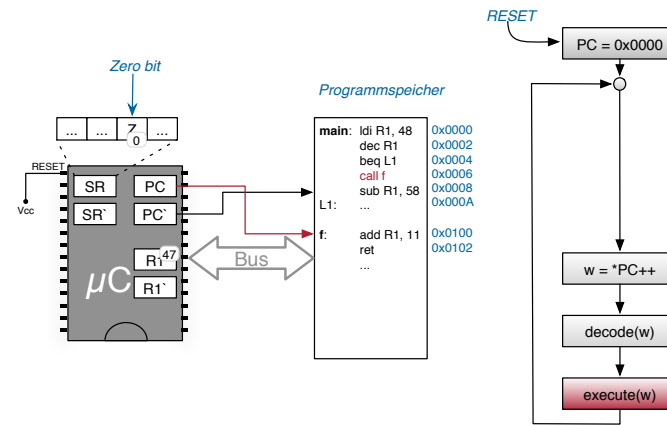 RESET
PC = 0x0000
Zero bit
Programmspeicher
... ... Z ...
0
main: ldi R1, 48 0x0000
dec R1 0x0002
beq L1 0x0004
call f 0x0006
sub R1, 58 0x0008
L1: ... 0x000A
f: add R1, 11 0x0100
ret 0x0102
...
RESET
Vcc
SR PC
SR` PC`
R1 47
R1`
µC
Bus
w = *PC++
decode(w)
execute(w)